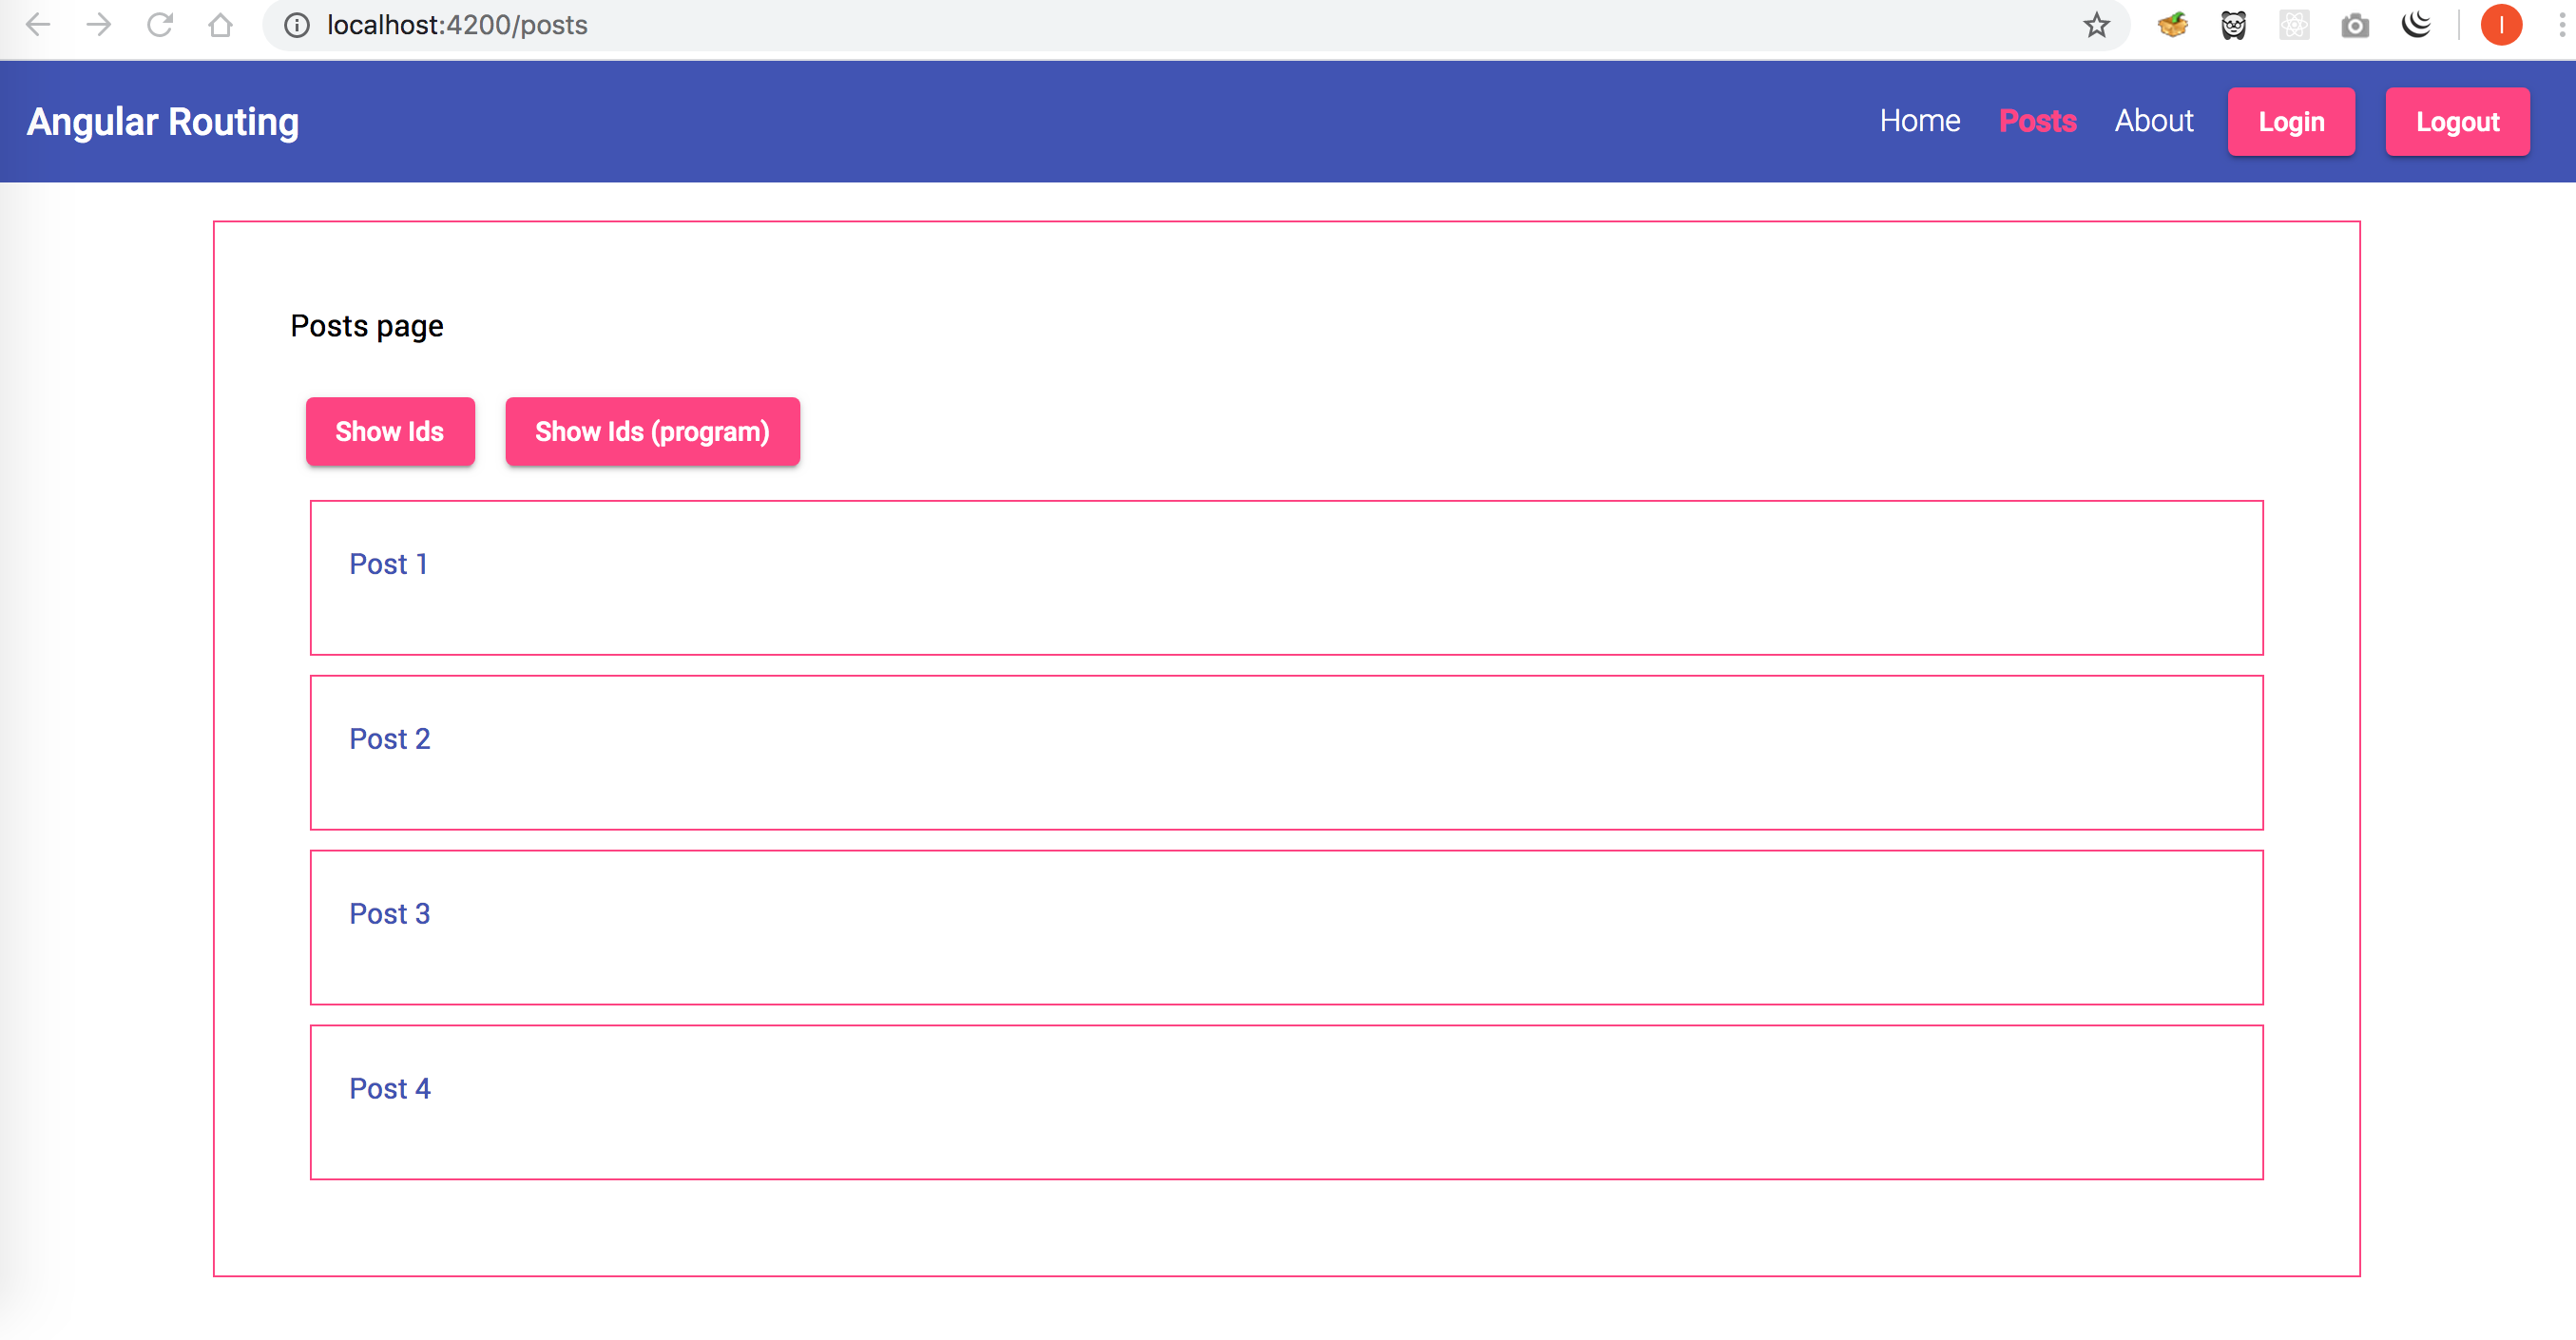 localhost:4200/posts
I
Angular Routing Home Posts About Login Logout
Posts page
Show Ids Show Ids (program)
Post 1
Post 2
Post 3
Post 4